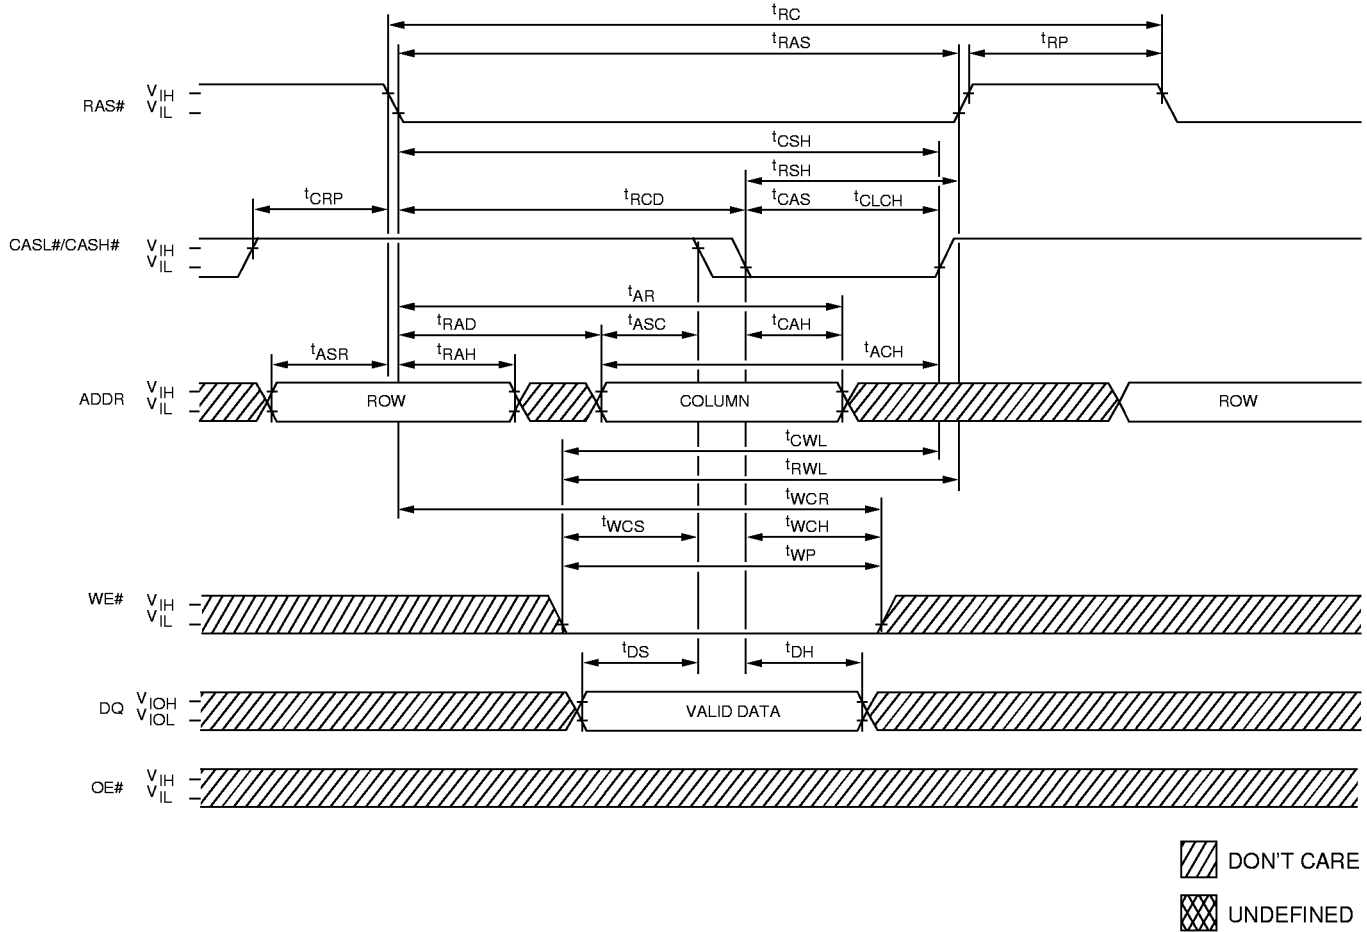 tRC
tRAS
tRP
RAS#
VIH
VIL
tCSH
tRSH
tCRP
tRCD
tCAS
tCLCH
CASL#/CASH#
VIH
VIL
tAR
tRAD
tASC
tCAH
tASR
tRAH
tACH
ADDR
VIH
VIL
ROW
COLUMN
ROW
tCWL
tRWL
tWCR
tWCS
tWCH
tWP
WE#
VIH
VIL
tDS
tDH
DQ
VIOH
VIOL
VALID DATA
OE#
VIH
VIL
DON'T CARE
UNDEFINED